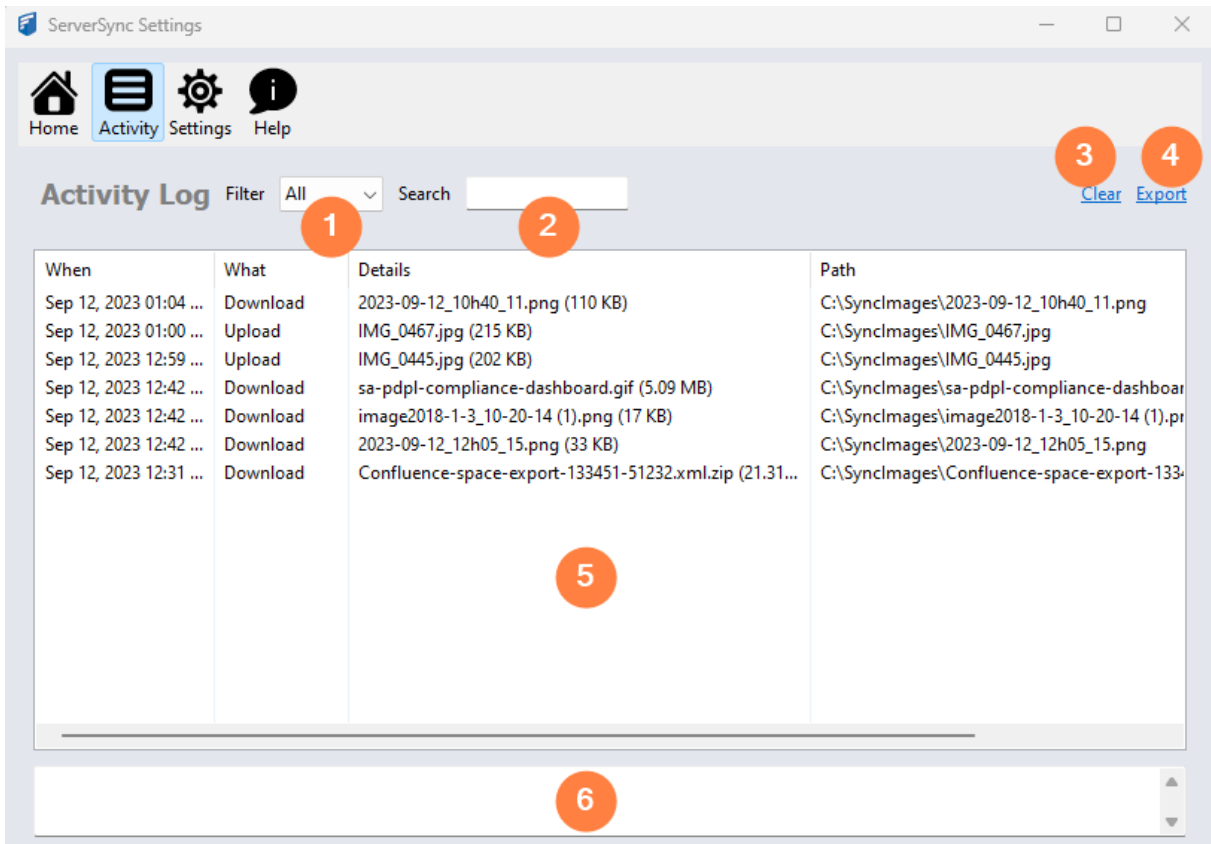 ServerSync Settings
Home Activity Settings Help
3 4
Activity Log Filter All Search Clear Export
1 2
When What Details Path
Sep 12, 2023 01:04 ... Download 2023-09-12_10h40_11.png (110 KB) C:\SyncImages\2023-09-12_10h40_11.png
Sep 12, 2023 01:00 ... Upload IMG_0467.jpg (215 KB) C:\SyncImages\IMG_0467.jpg
Sep 12, 2023 12:59 ... Upload IMG_0445.jpg (202 KB) C:\SyncImages\IMG_0445.jpg
Sep 12, 2023 12:42 ... Download sa-pdpl-compliance-dashboard.gif (5.09 MB) C:\SyncImages\sa-pdpl-compliance-dashboar
Sep 12, 2023 12:42 ... Download image2018-1-3_10-20-14 (1).png (17 KB) C:\SyncImages\image2018-1-3_10-20-14 (1).pr
Sep 12, 2023 12:42 ... Download 2023-09-12_12h05_15.png (33 KB) C:\SyncImages\2023-09-12_12h05_15.png
Sep 12, 2023 12:31 ... Download Confluence-space-export-133451-51232.xml.zip (21.31... C:\SyncImages\Confluence-space-export-133
5
6